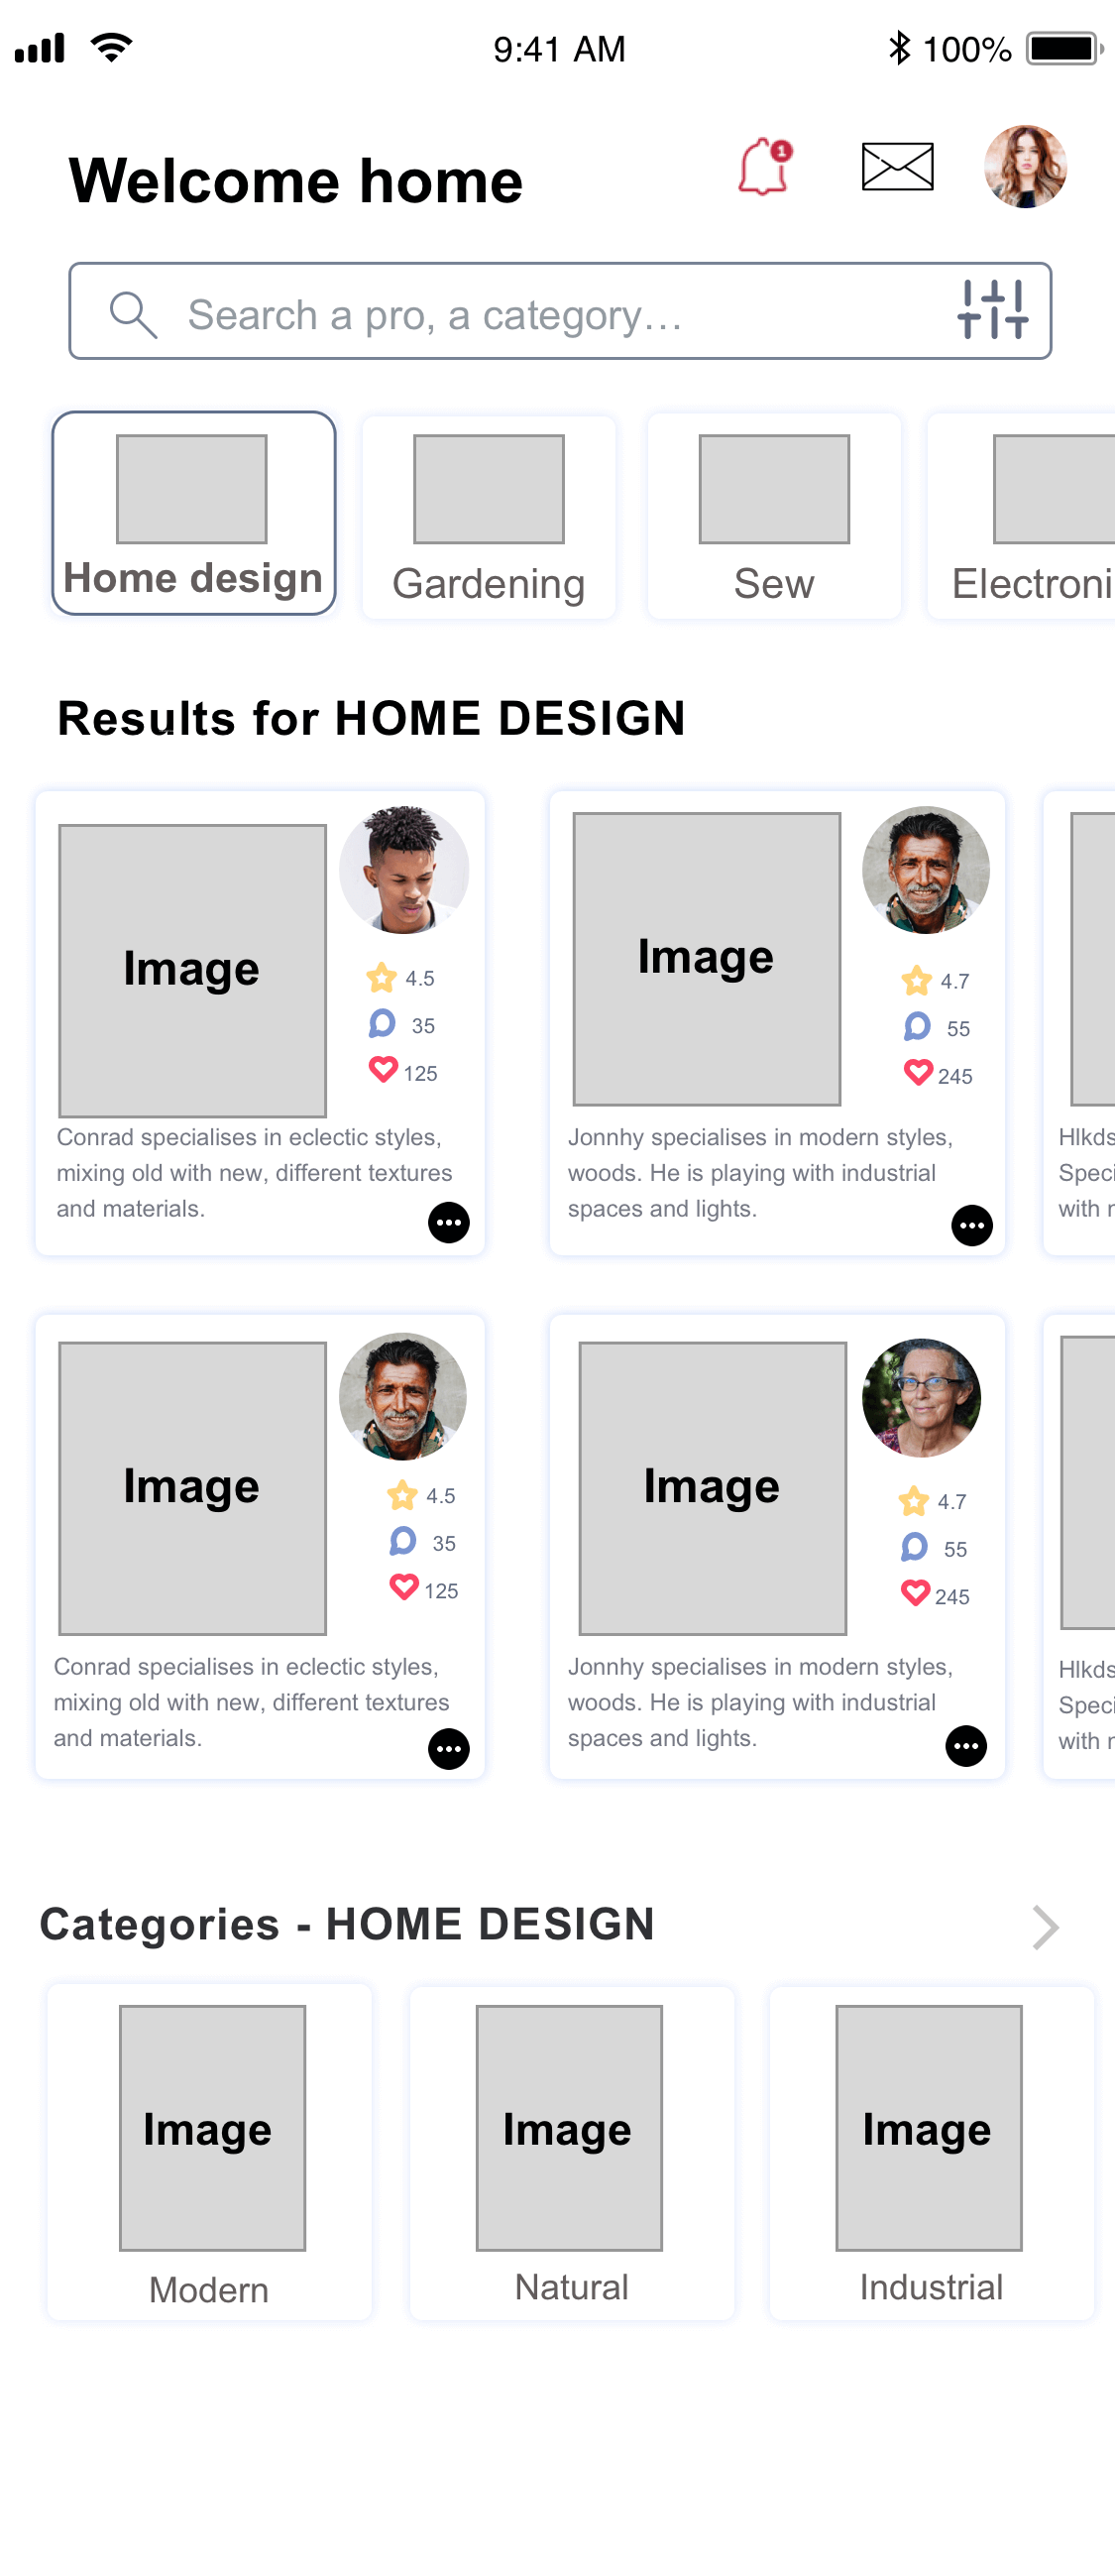 9:41 AM
100%
Welcome home
1
Search a pro, a category...
Home design
Gardening
Sew
Electroni
Results for HOME DESIGN
Image
4.5
35
125
Conrad specialises in eclectic styles,
mixing old with new, different textures
and materials.
Image
4.7
55
245
Jonnhy specialises in modern styles,
woods. He is playing with industrial
spaces and lights.
Hlkds
Speci
with
Image
4.5
35
125
Conrad specialises in eclectic styles,
mixing old with new, different textures
and materials.
Image
4.7
55
245
Jonnhy specialises in modern styles,
woods. He is playing with industrial
spaces and lights.
Hlkds
Speci
with
Categories - HOME DESIGN
Image
Modern
Image
Natural
Image
Industrial